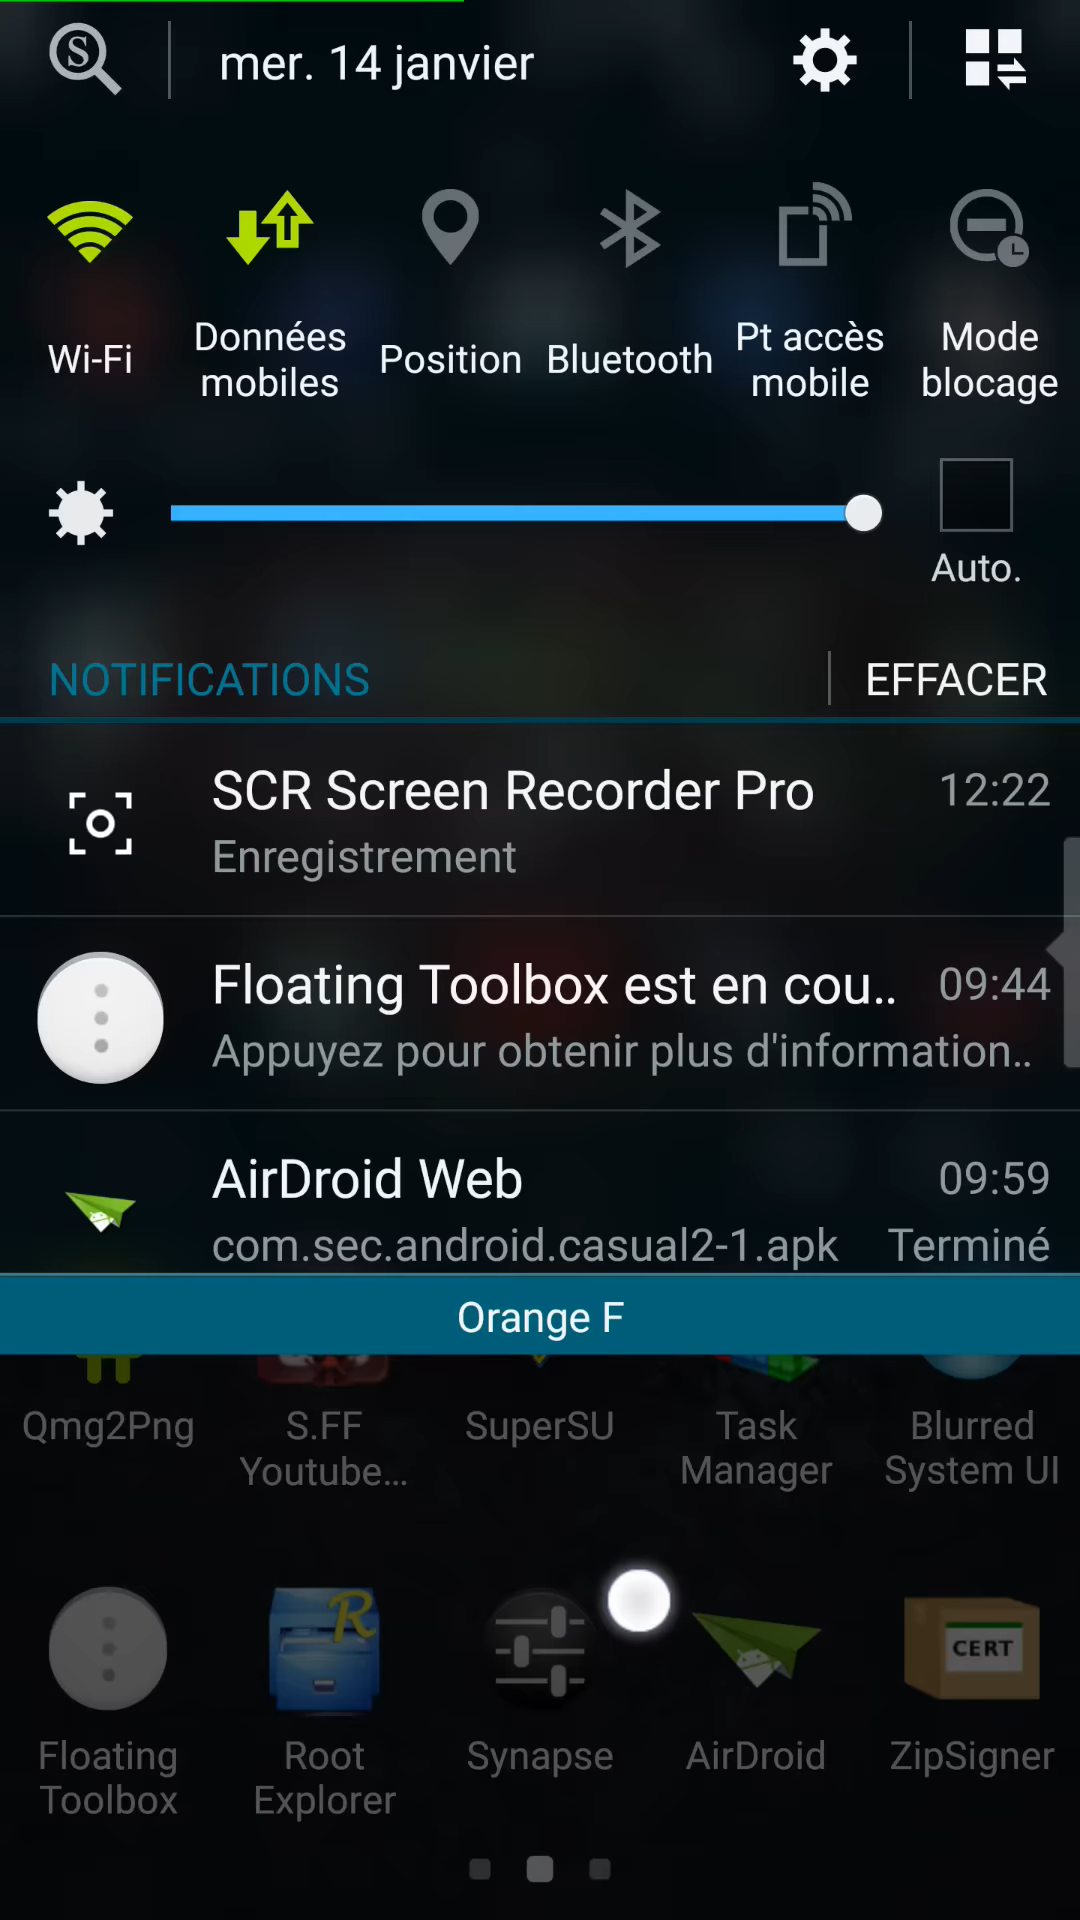 S
mer. 14 janvier
Wi-Fi
Données
mobiles
Position
Bluetooth
Pt accès
mobile
Mode
blocage
Auto.
NOTIFICATIONS
EFFACER
SCR Screen Recorder Pro
12:22
Enregistrement
Floating Toolbox est en cou..
09:44
Appuyez pour obtenir plus d'information..
AirDroid Web
09:59
com.sec.android.casual2-1.apk
Terminé
Orange F
Qmg2Png
S.FF
Youtube...
SuperSU
Task
Manager
Blurred
System UI
R
CERT
Floating
Toolbox
Root
Explorer
Synapse
AirDroid
ZipSigner